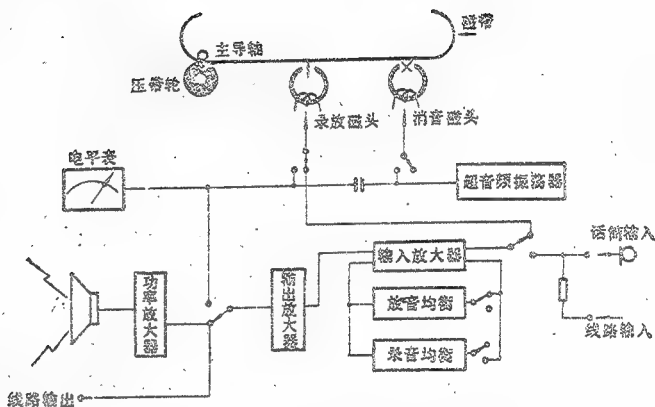 磁带
主导轴
压带轮
录放磁头
消音磁头
电平表
超音频振荡器
话筒输入
输入放大器
功率放大器
输出放大器
放音均衡
线路输入
录音均衡
线路输出